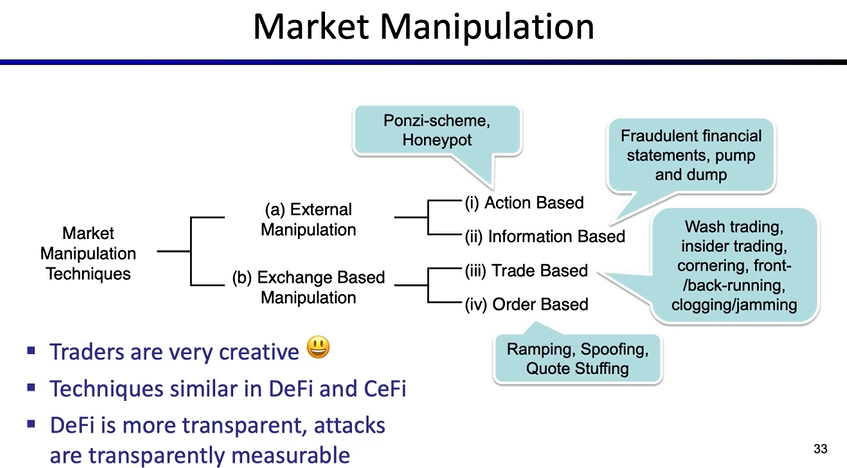 Market Manipulation
Ponzi-scheme,
Honeypot
Fraudulent financial
statements, pump
and dump
Market
Manipulation
Techniques
(a) External
Manipulation
(b) Exchange Based
Manipulation
(i) Action Based
(ii) Information Based
(iii) Trade Based
(iv) Order Based
Wash trading,
insider trading,
cornering, front-
/back-running,
clogging/jamming
Ramping, Spoofing,
Quote Stuffing
▪ Traders are very creative 😃
▪ Techniques similar in DeFi and CeFi
▪ DeFi is more transparent, attacks
are transparently measurable
33